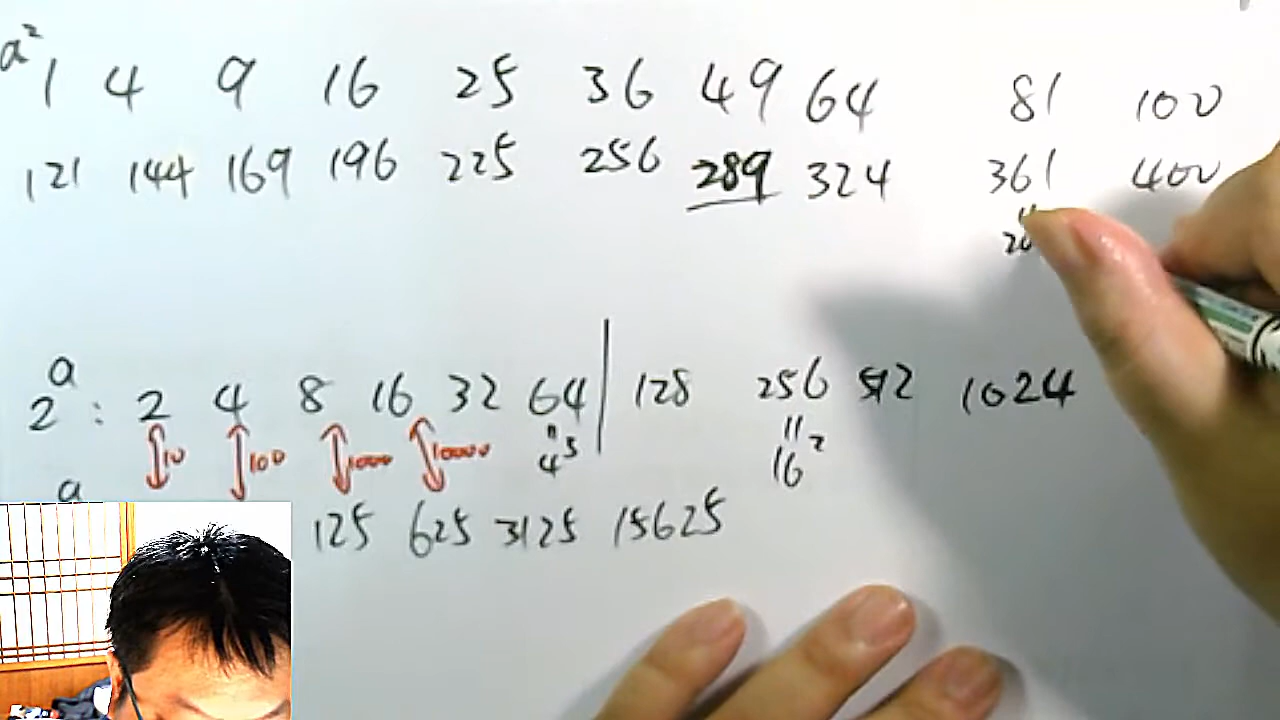 a²
1 4 9 16 25 36 49 64 81 100
121 144 169 196 225 256 289 324 361 400
"
a
2 : 2 4 8 16 32 64 128 256 512 1024
10 100 1000 10000 " 4³ " 16²
a
125 625 3125 15625